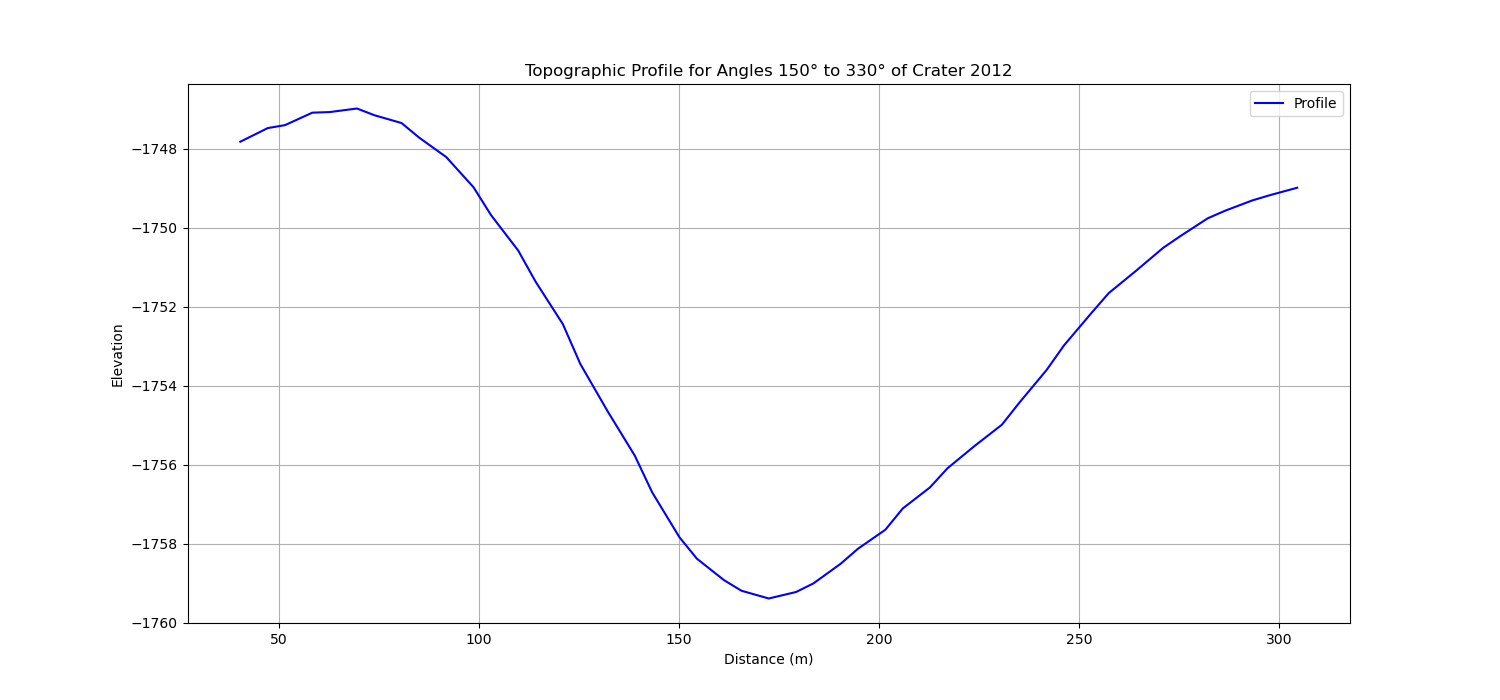 Topographic Profile for Angles 150° to 330° of Crater 2012
Profile
−1748
−1750
−1752
−1754
−1756
−1758
−1760
Elevation
50 100 150 200 250 300
Distance (m)